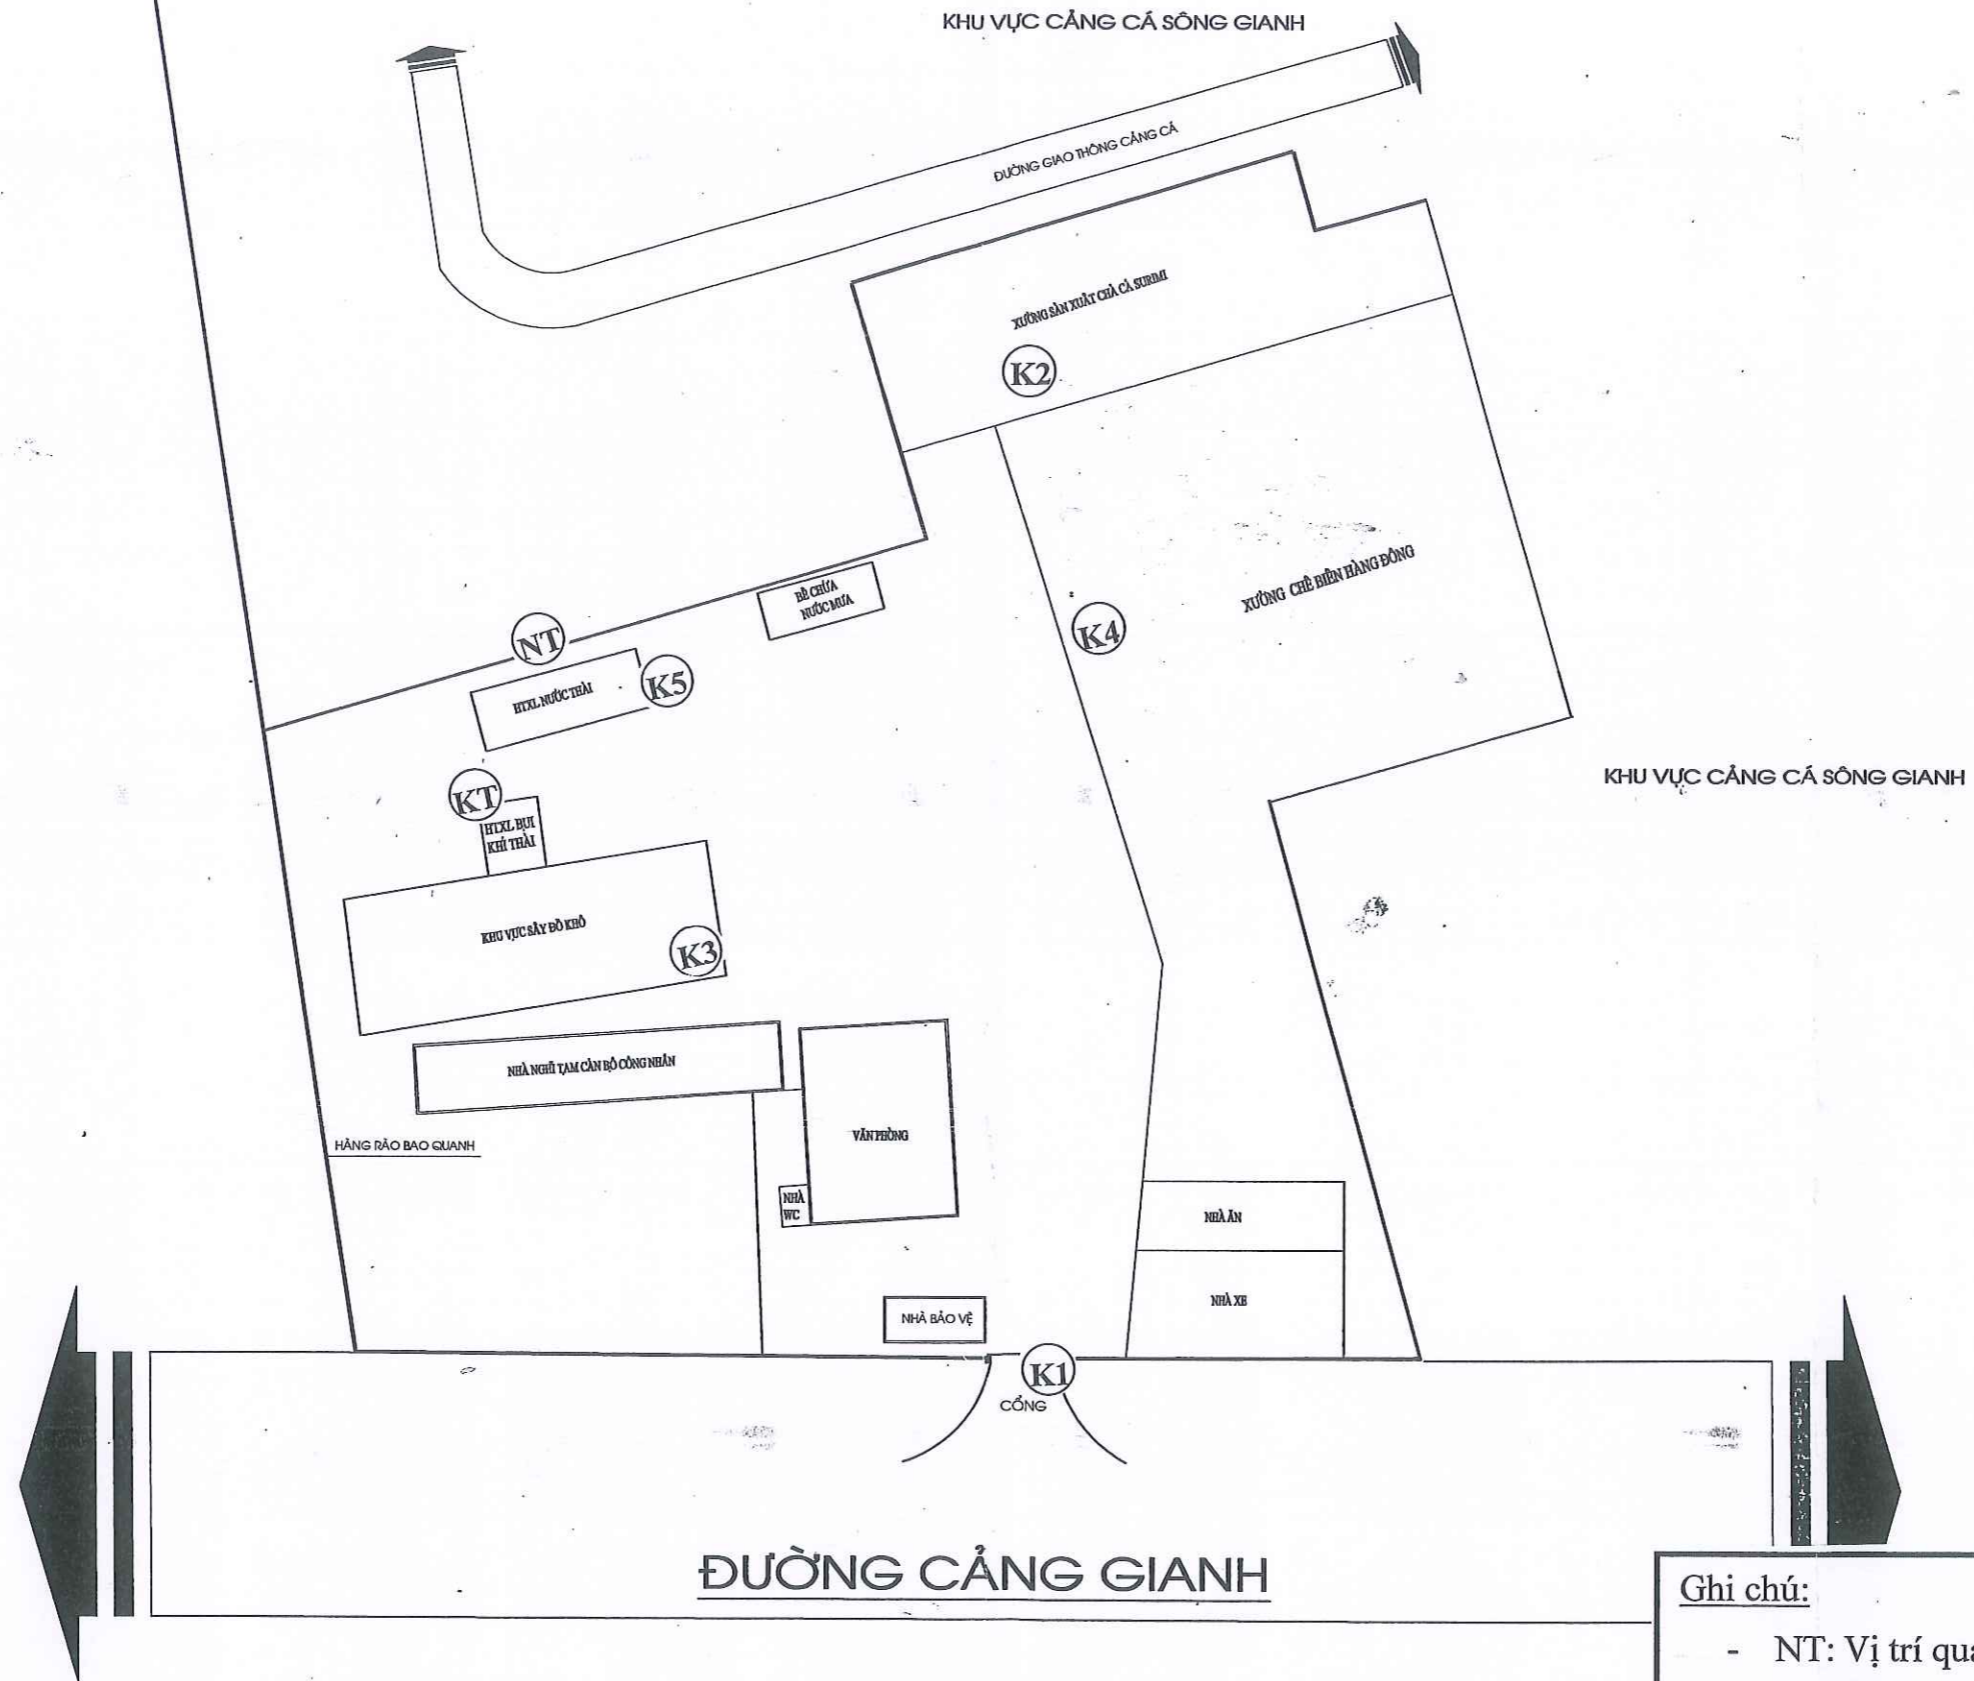 KHU VỰC CẢNG CÁ SÔNG GIANH
ĐƯỜNG GIAO THÔNG CẢNG CÁ
XƯỞNG SẢN XUẤT CHẢ CÁ SURIMI
K2
XƯỞNG CHẾ BIẾN HÀNG ĐÔNG
BỂ CHỨA
NƯỚC MƯA
NT
K4
HTXL NƯỚC THẢI
K5
KHU VỰC CẢNG CÁ SÔNG GIANH
KT
HTXL BỤI
KHÍ THẢI
KHU VỰC SẤY ĐỒ KHÔ
K3
NHÀ NGHĨ TẠM CÁN BỘ CÔNG NHÂN
VĂN PHÒNG
HÀNG RÀO BAO QUANH
NHÀ
WC
NHÀ ĂN
NHÀ XE
NHÀ BẢO VỆ
K1
CỔNG
ĐƯỜNG CẢNG GIANH
Ghi chú:
- NT: Vị trí qua